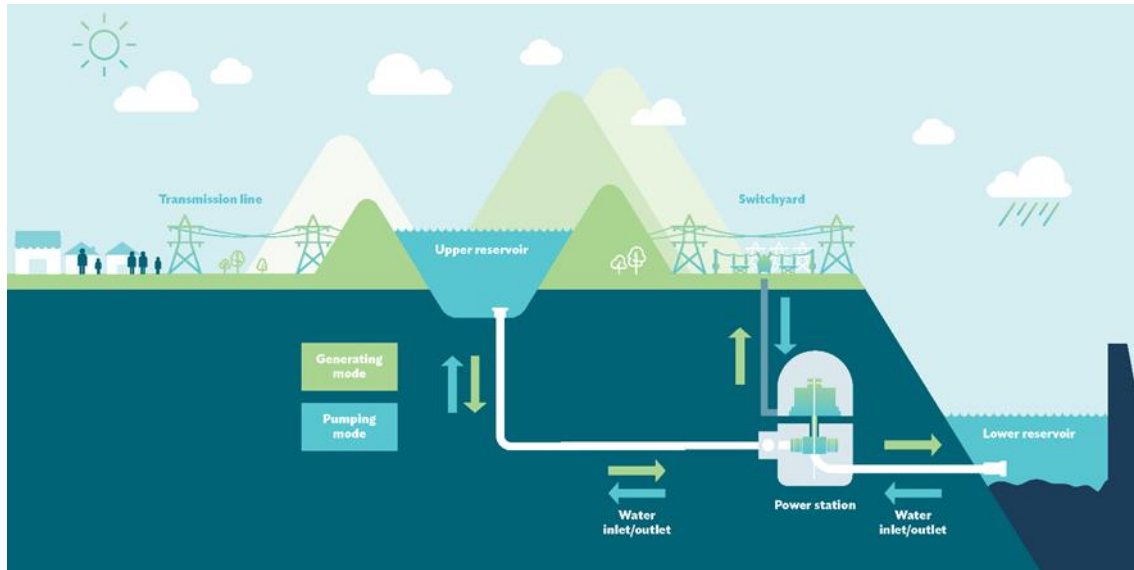 Transmission line
Switchyard
Upper reservoir
Generating
mode
Pumping
mode
Lower reservoir
Power station
Water
inlet/outlet
Water
inlet/outlet